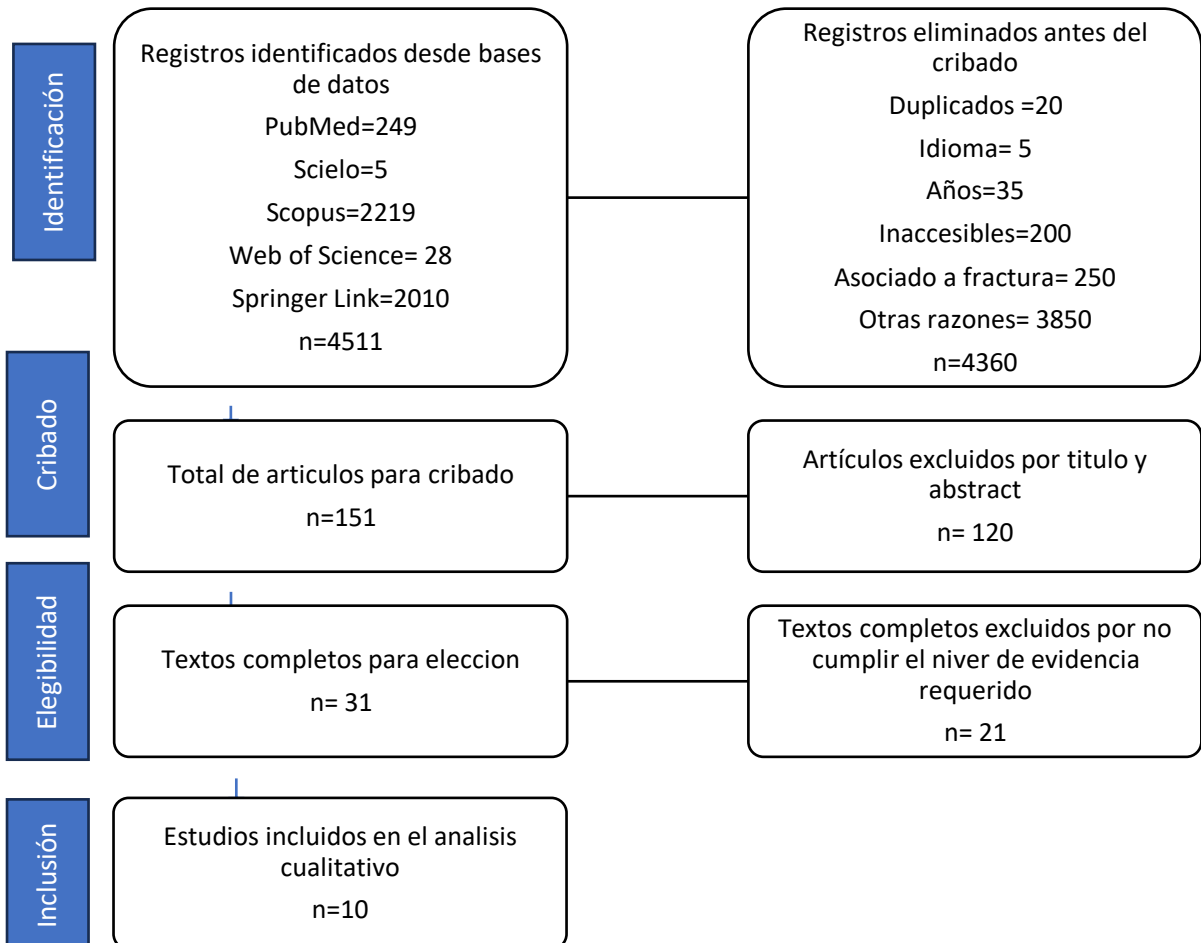 Identificación
Registros identificados desde bases
de datos
PubMed=249
Scielo=5
Scopus=2219
Web of Science= 28
Springer Link=2010
n=4511
Registros eliminados antes del
cribado
Duplicados =20
Idioma= 5
Años=35
Inaccesibles=200
Asociado a fractura= 250
Otras razones= 3850
n=4360
Cribado
Total de articulos para cribado
n=151
Artículos excluidos por titulo y
abstract
n= 120
Elegibilidad
Textos completos para eleccion
n= 31
Textos completos excluidos por no
cumplir el niver de evidencia
requerido
n= 21
Inclusión
Estudios incluidos en el analisis
cualitativo
n=10